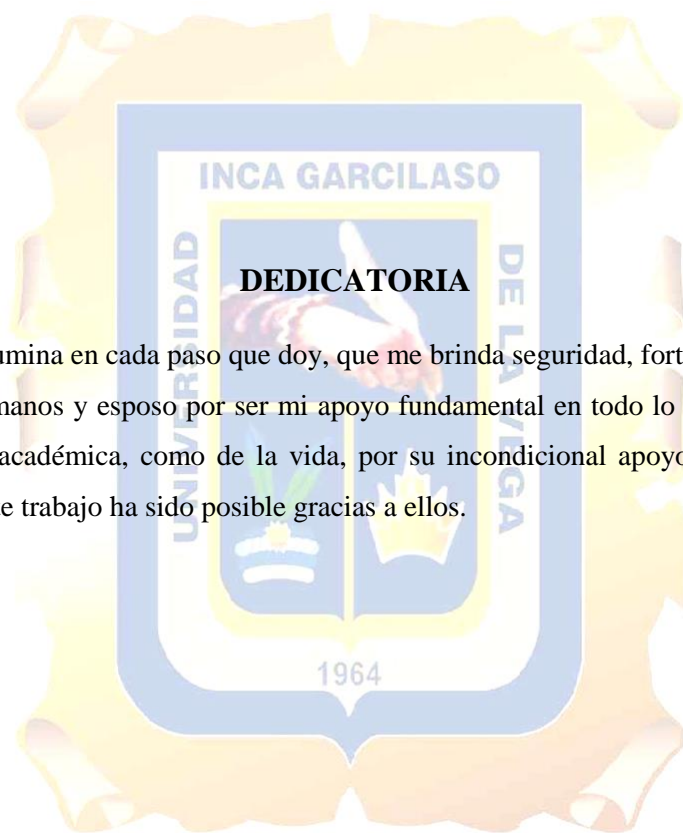 INCA GARCILASO
UNIVERSIDAD
DE LA VEGA
DEDICATORIA
umina en cada paso que doy, que me brinda seguridad, fort
manos y esposo por ser mi apoyo fundamental en todo lo
académica, como de la vida, por su incondicional apoyo
e trabajo ha sido posible gracias a ellos.
1964